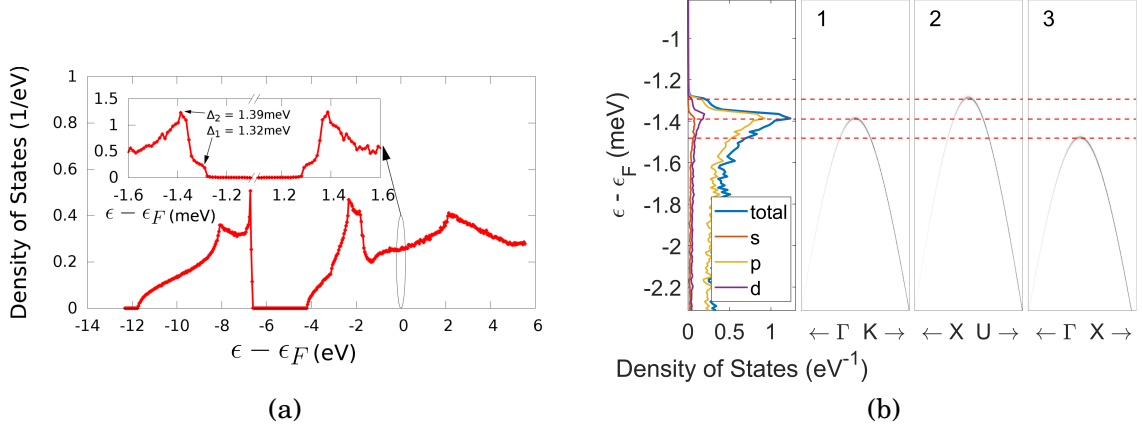 Density of States (1/eV)
1
0.8
0.6
0.4
0.2
0
-14
-12
-10
-8
-6
-4
-2
0
2
4
6
ϵ − ϵF (eV)
1.5
1
0.5
0
-1.6
-1.4
-1.2
1.2
1.4
1.6
ϵ − ϵF (meV)
Δ2 = 1.39meV
Δ1 = 1.32meV
(a)
ϵ - ϵF (meV)
-1
-1.2
-1.4
-1.6
-1.8
-2
-2.2
0
0.5
1
total
s
p
d
1
2
3
← Γ K →
← X U →
← Γ X →
Density of States (eV-1)
(b)